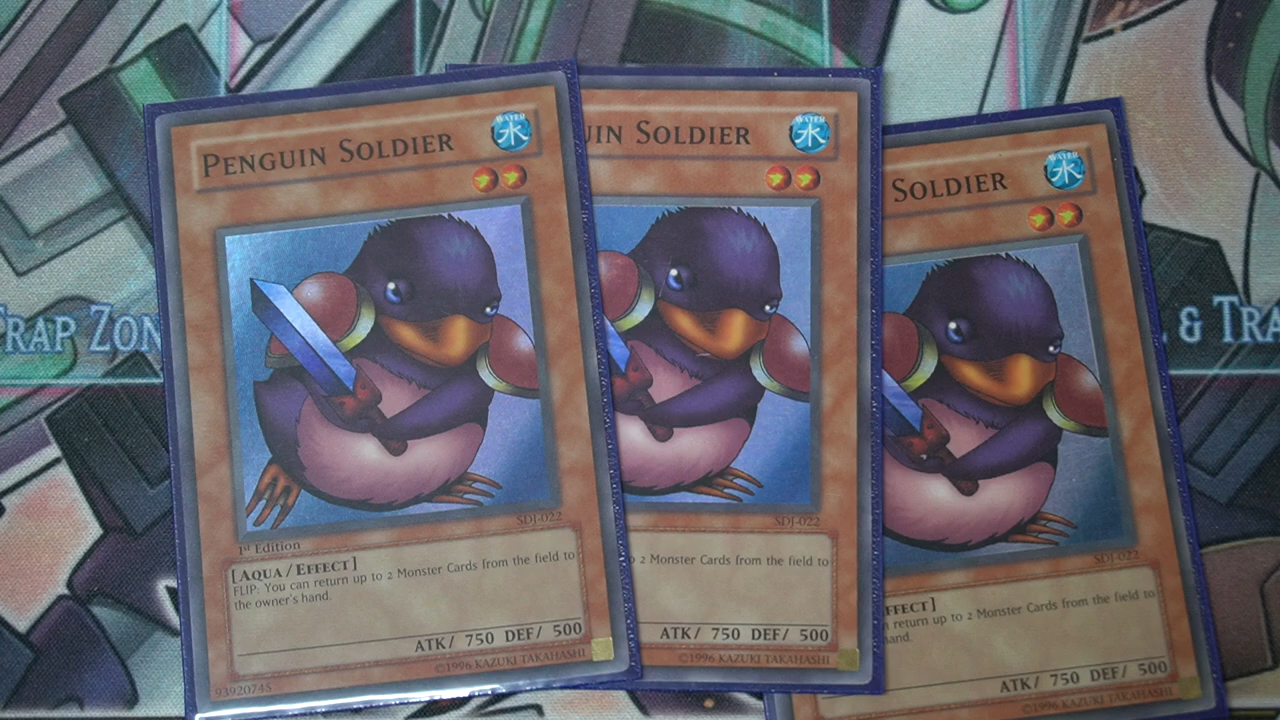 PENGUIN SOLDIER
WATER
水
SDJ-022
1st Edition
[AQUA/EFFECT]
FLIP: You can return up to 2 Monster Cards from the field to
the owner's hand.
ATK/ 750 DEF/ 500
93920745
©1996 KAZUKI TAKAHASHI
UIN SOLDIER
WATER
水
SDJ-022
2 Monster Cards from the field to
ATK/ 750 DEF/ 500
©1996 KAZUKI TAKAHASHI
SOLDIER
WATER
水
SDJ-022
FFECT]
return up to 2 Monster Cards from the field to
hand.
ATK/ 750 DEF/ 500
©1996 KAZUKI TAKAHASHI
TRAP ZON
& TRA